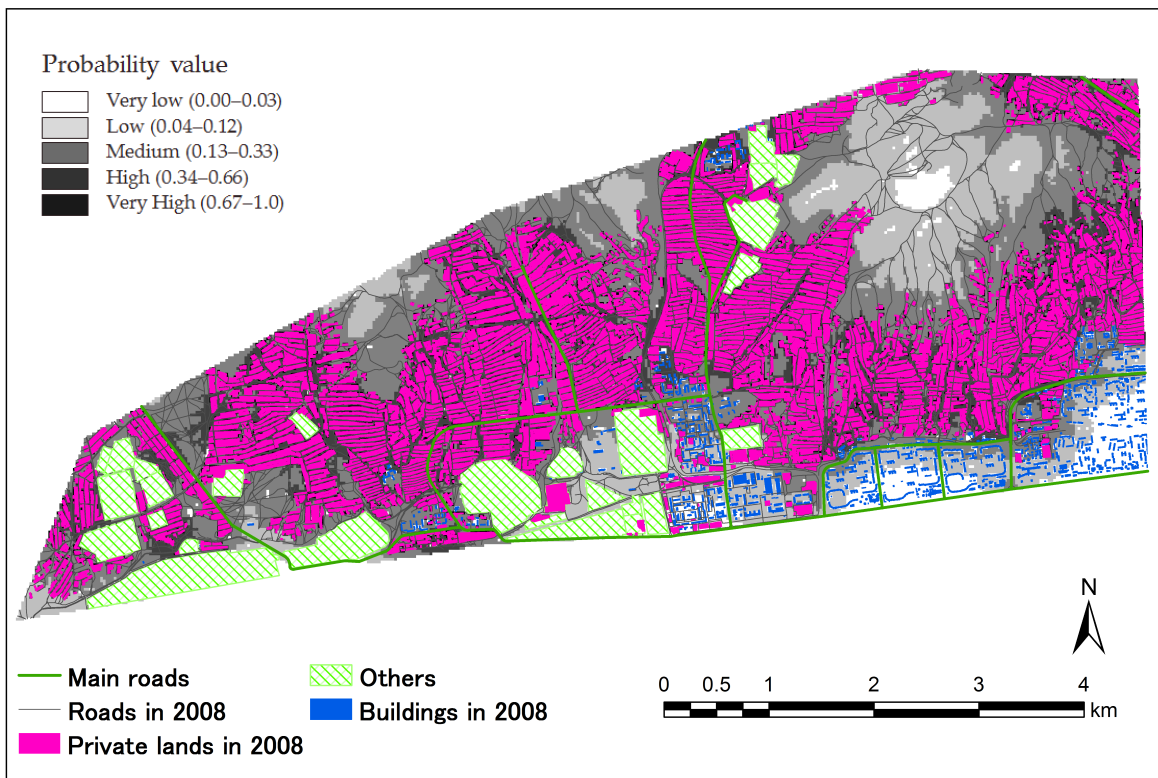 Probability value
Very low (0.00–0.03)
Low (0.04–0.12)
Medium (0.13–0.33)
High (0.34–0.66)
Very High (0.67–1.0)
N
Main roads
Roads in 2008
Private lands in 2008
Others
Buildings in 2008
0 0.5 1 2 3 4
km